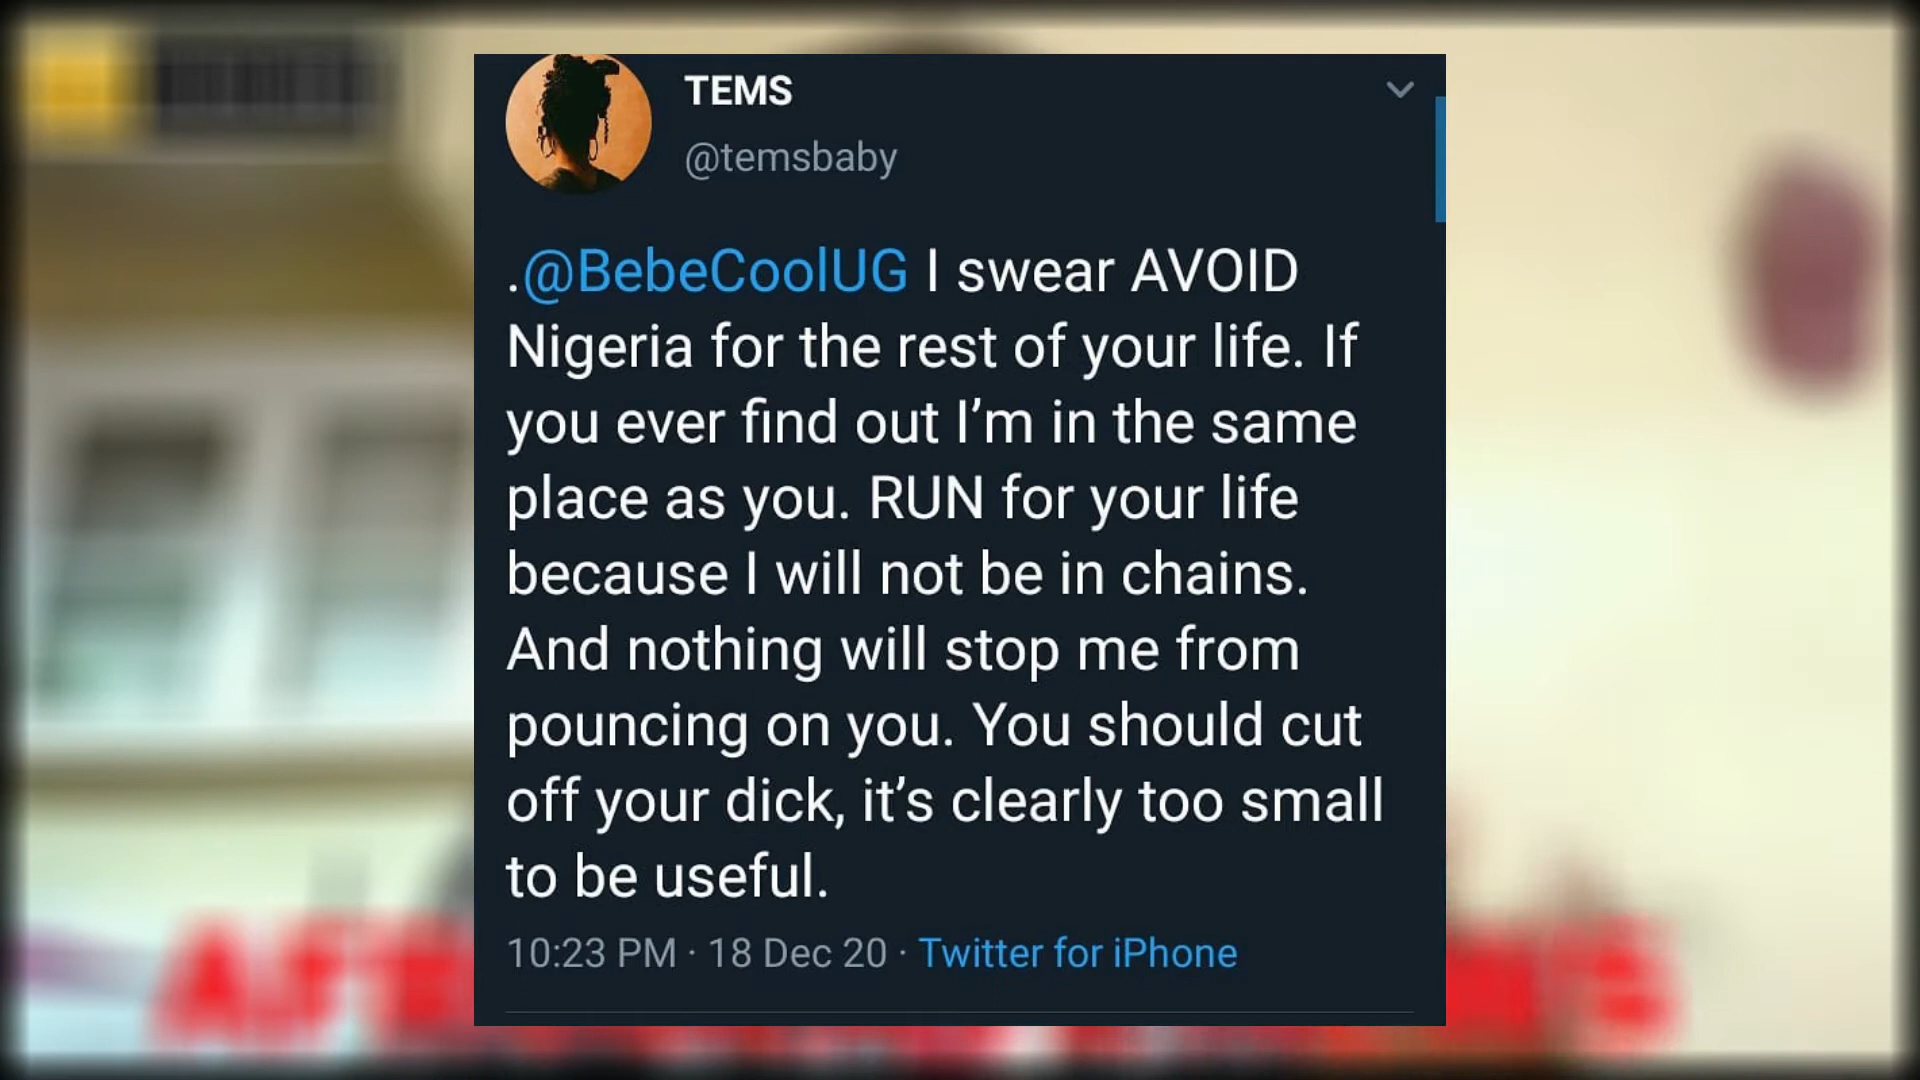 TEMS
@temsbaby
.@BebeCoolUG I swear AVOID
Nigeria for the rest of your life. If
you ever find out I’m in the same
place as you. RUN for your life
because I will not be in chains.
And nothing will stop me from
pouncing on you. You should cut
off your dick, it’s clearly too small
to be useful.
10:23 PM · 18 Dec 20 · Twitter for iPhone